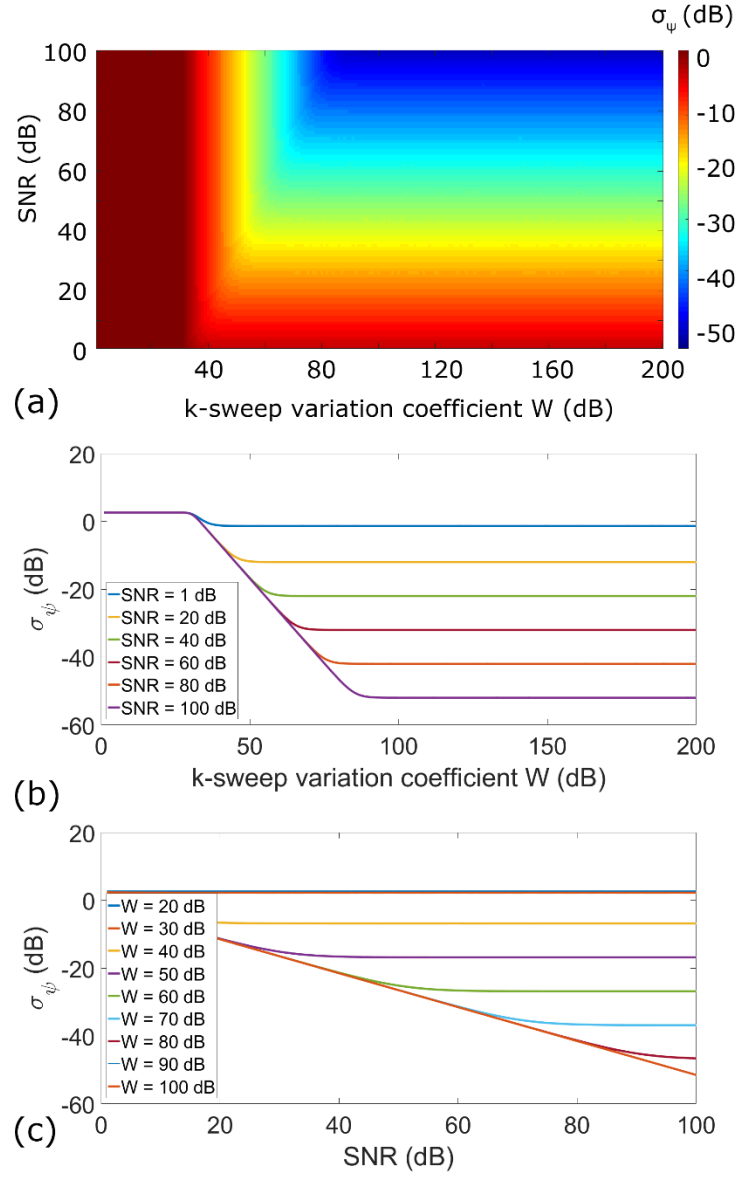 σψ (dB)
100
80
60
40
20
0
SNR (dB)
0
-10
-20
-30
-40
-50
40
80
120
160
200
k-sweep variation coefficient W (dB)
(a)
20
0
-20
-40
-60
σψ (dB)
SNR = 1 dB
SNR = 20 dB
SNR = 40 dB
SNR = 60 dB
SNR = 80 dB
SNR = 100 dB
0
50
100
150
200
k-sweep variation coefficient W (dB)
(b)
20
0
-20
-40
-60
σψ (dB)
W = 20 dB
W = 30 dB
W = 40 dB
W = 50 dB
W = 60 dB
W = 70 dB
W = 80 dB
W = 90 dB
W = 100 dB
0
20
40
60
80
100
SNR (dB)
(c)